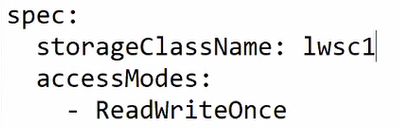 spec:
  storageClassName: lwsc1
  accessModes:
    - ReadWriteOnce